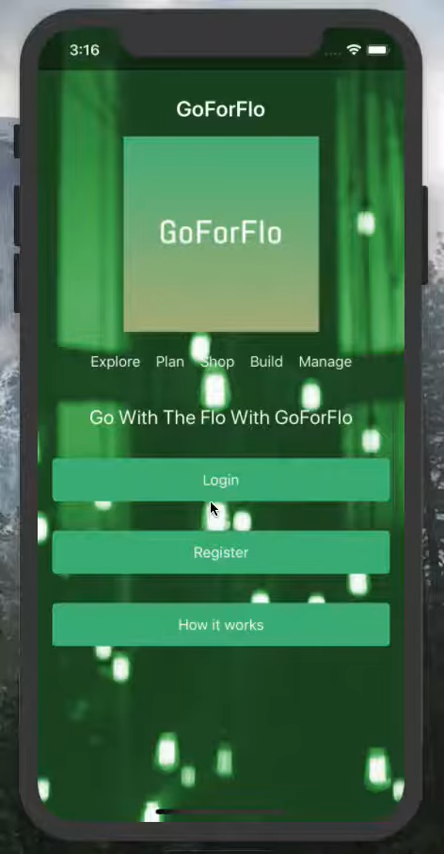 3:16
GoForFlo
GoForFlo
Explore Plan Shop Build Manage
Go With The Flo With GoForFlo
Login
Register
How it works